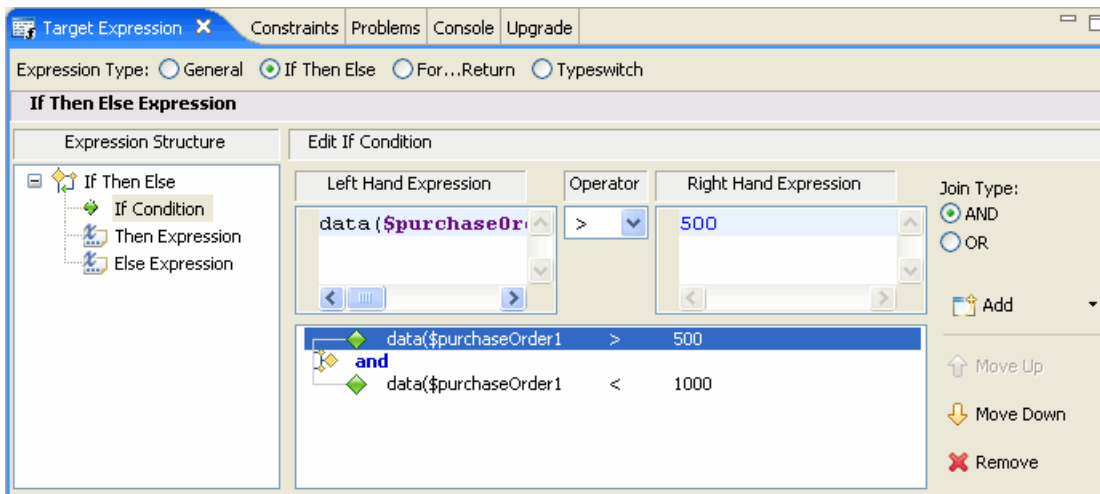 Target Expression Constraints Problems Console Upgrade
Expression Type: General If Then Else For...Return Typeswitch
If Then Else Expression
Expression Structure
If Then Else
If Condition
Then Expression
Else Expression
Edit If Condition
Left Hand Expression Operator Right Hand Expression
data($purchaseOr > 500
data($purchaseOrder1 > 500
and
data($purchaseOrder1 < 1000
Join Type:
AND
OR
Add
Move Up
Move Down
Remove